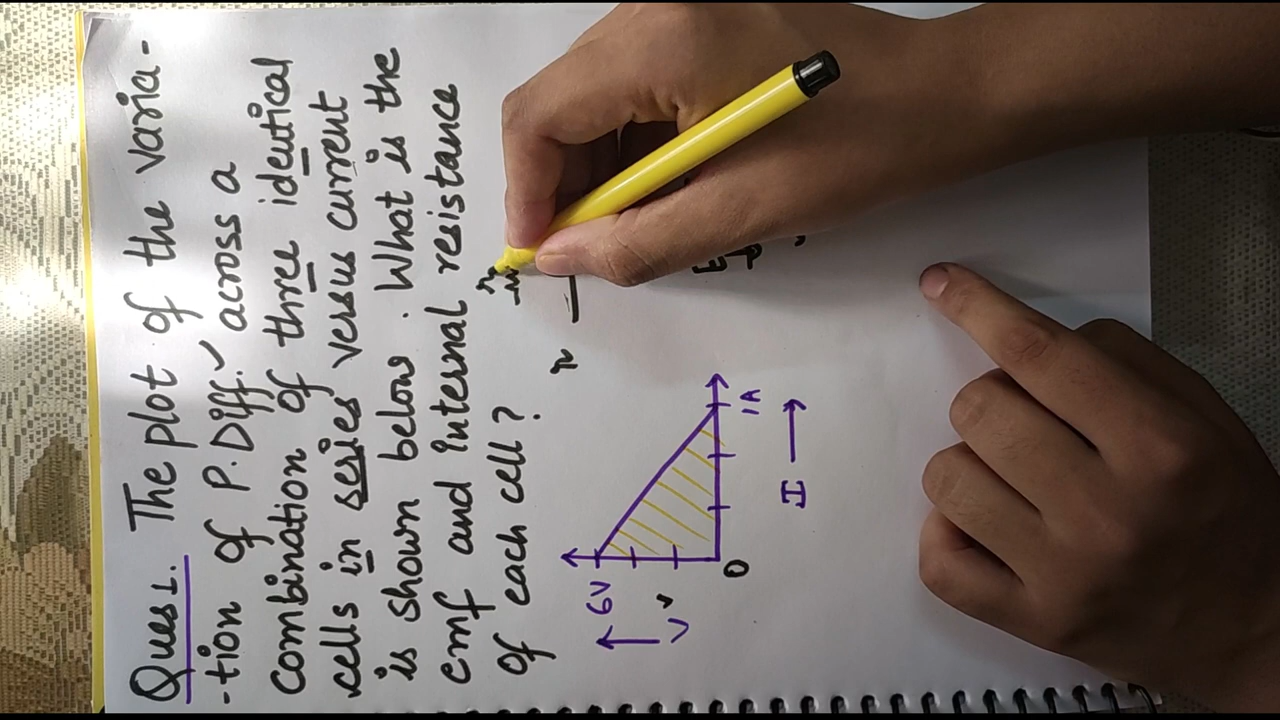 Ques 1. The plot of the varia-
-tion of P. Diff. across a
combination of three identical
cells in series versus current
is shown below. What is the
emf and internal resistance
of each cell?
6V
V
O
1A
I
r
r
E